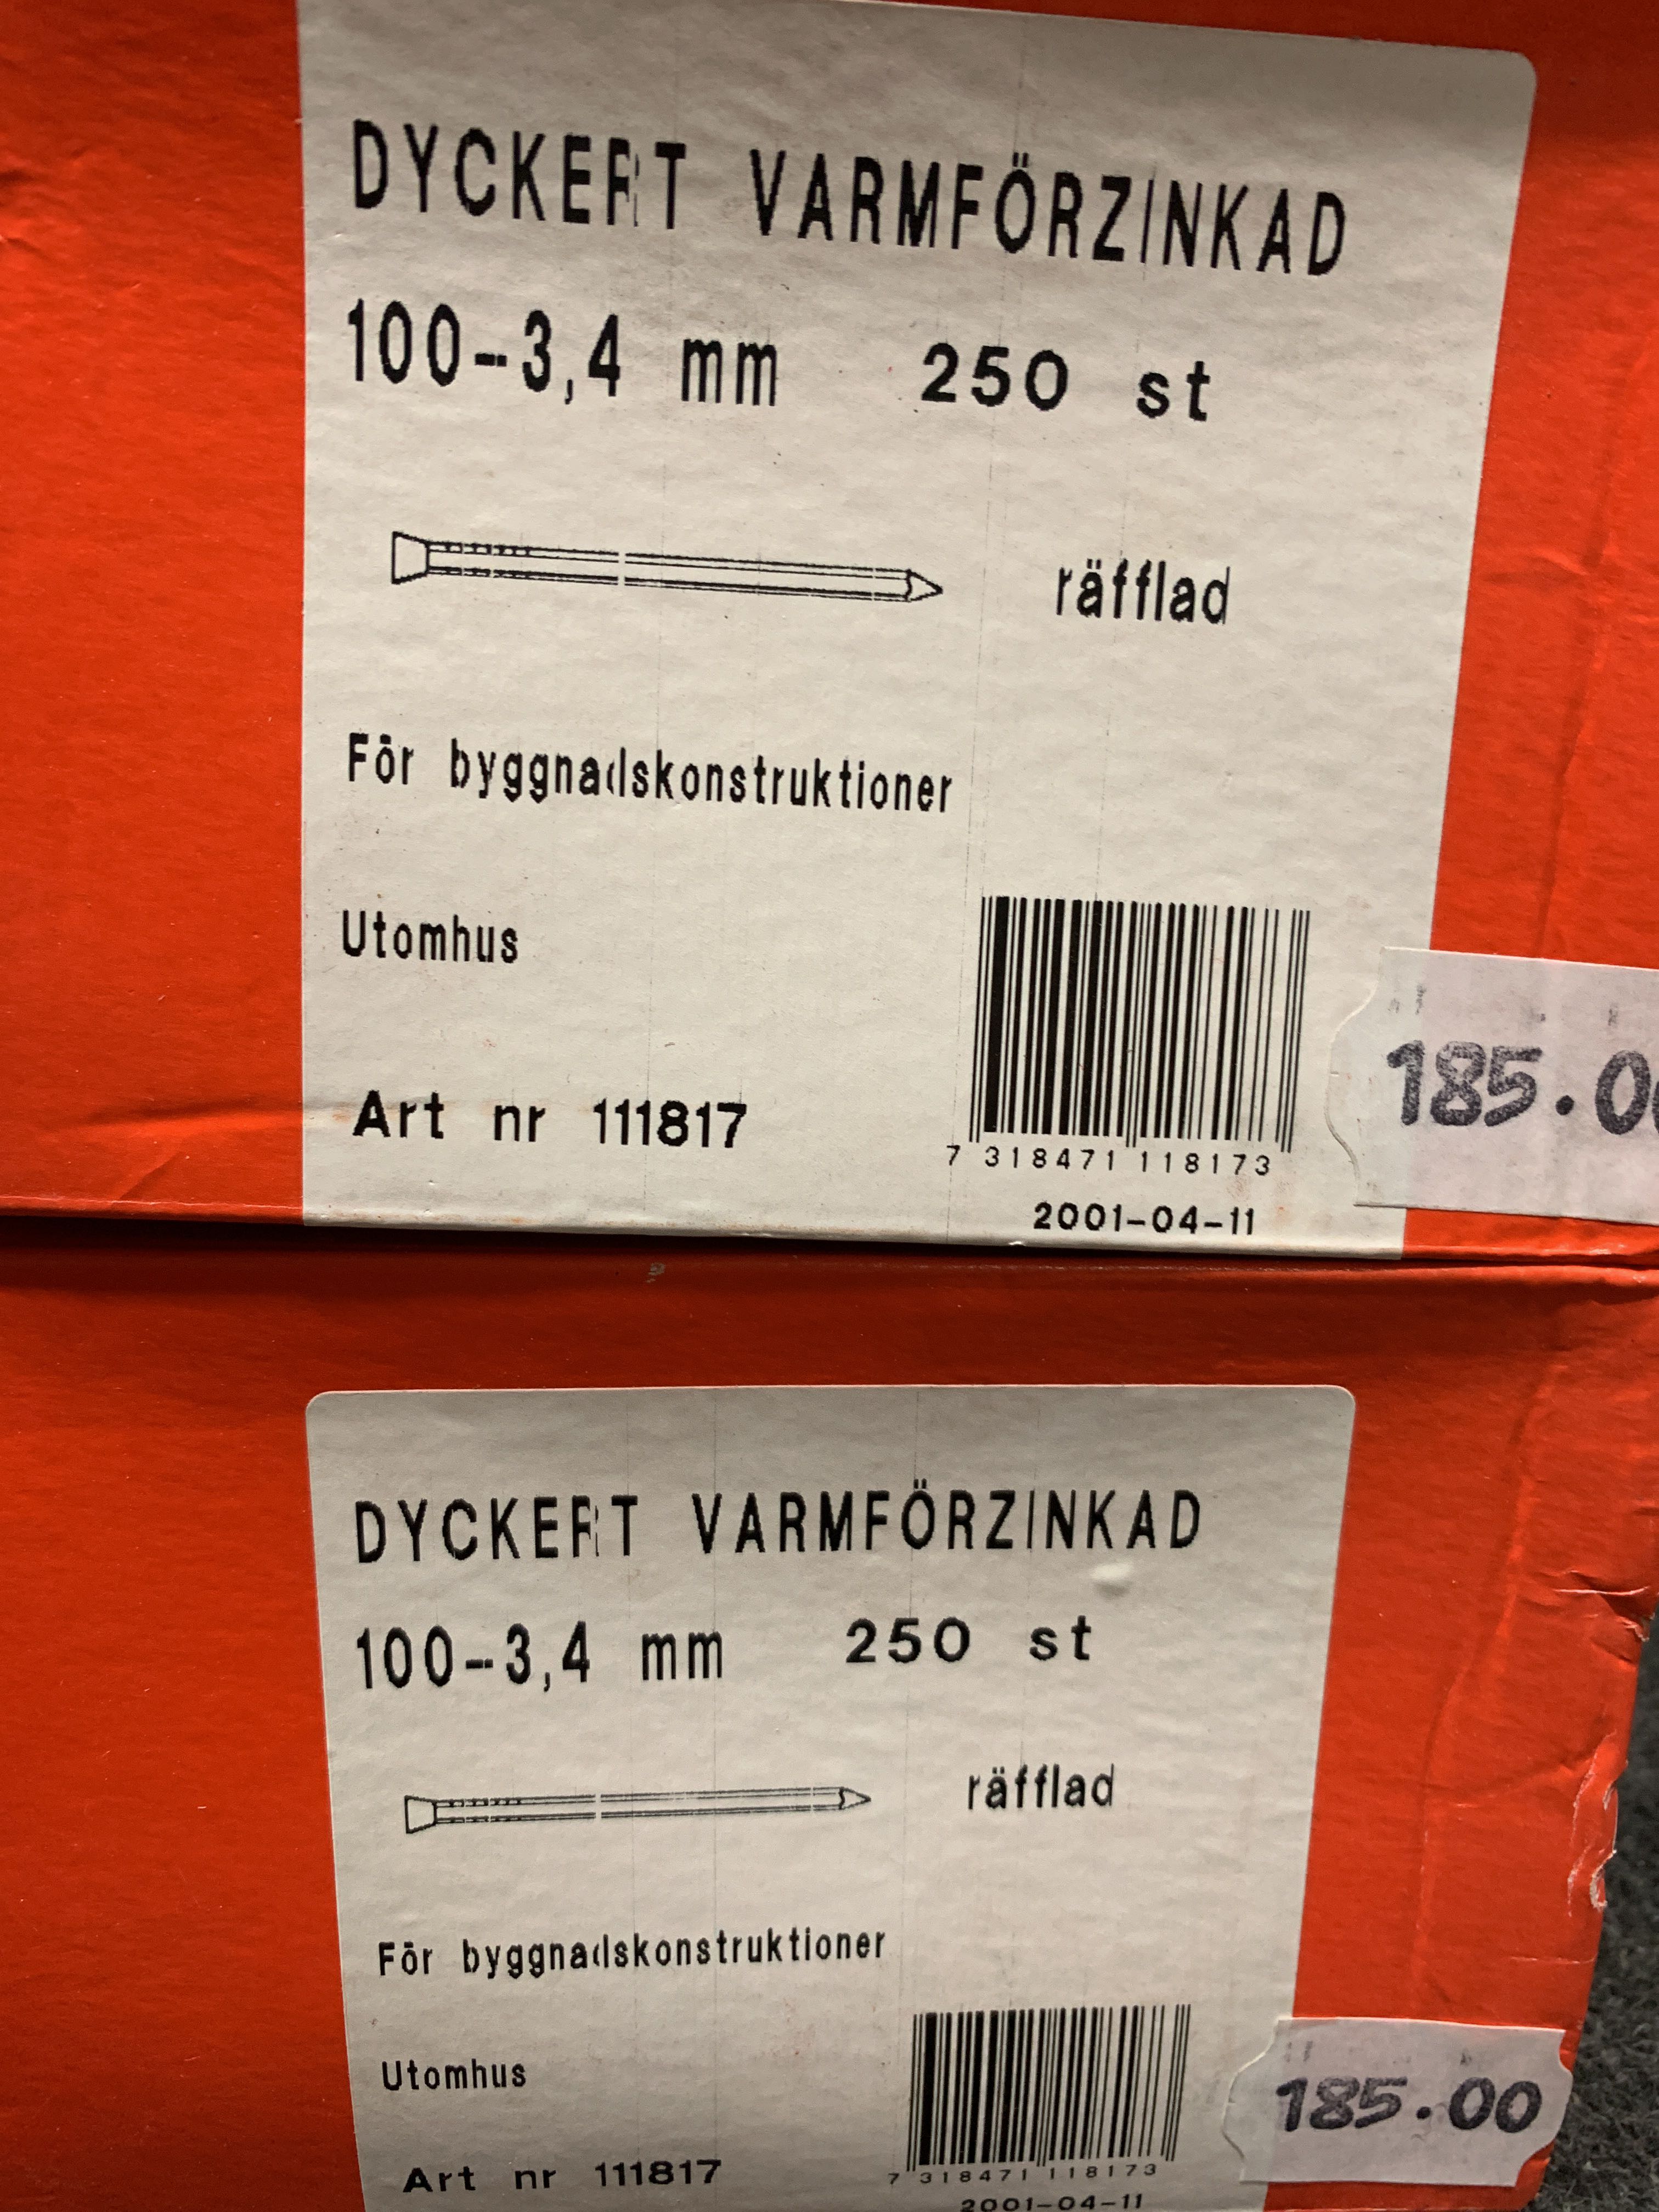 DYCKERT VARMFÖRZINKAD
100-3,4 mm 250 st
räfflad
För byggnadskonstruktioner
Utomhus
Art nr 111817
7 318471 118173
2001-04-11
185.0
DYCKERT VARMFÖRZINKAD
100-3,4 mm 250 st
räfflad
För byggnadskonstruktioner
Utomhus
Art nr 111817
7 318471 118173
2001-04-11
185.00